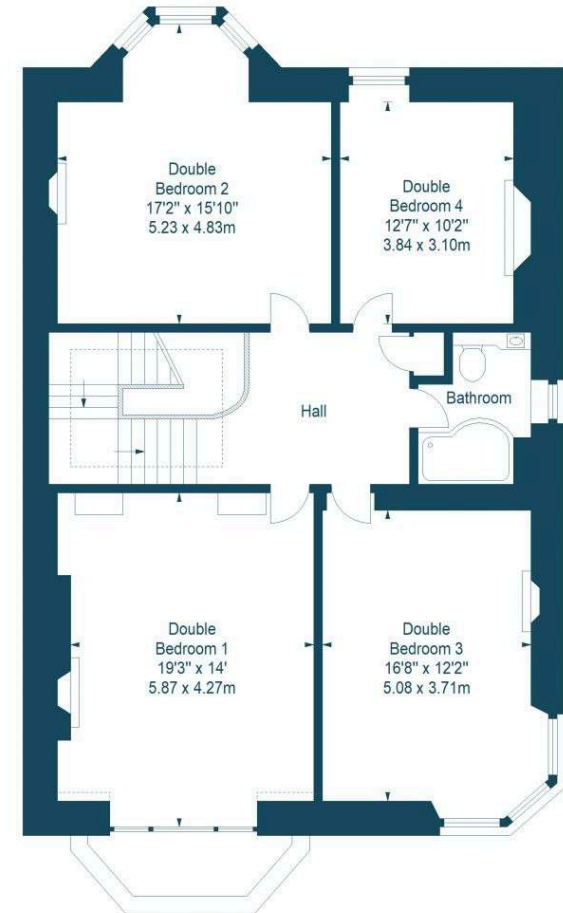 Double
Bedroom 2
17'2" x 15'10"
5.23 x 4.83m
Double
Bedroom 4
12'7" x 10'2"
3.84 x 3.10m
Hall
Bathroom
Double
Bedroom 1
19'3" x 14'
5.87 x 4.27m
Double
Bedroom 3
16'8" x 12'2"
5.08 x 3.71m